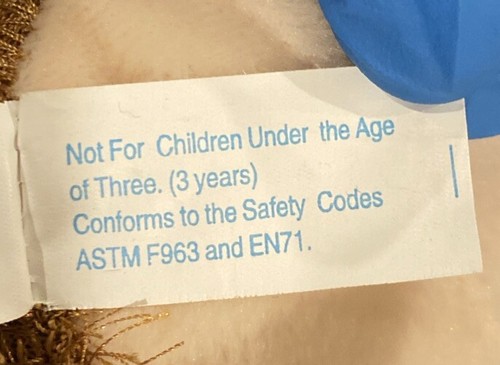 Not For Children Under the Age
of Three. (3 years)
Conforms to the Safety Codes
ASTM F963 and EN71.